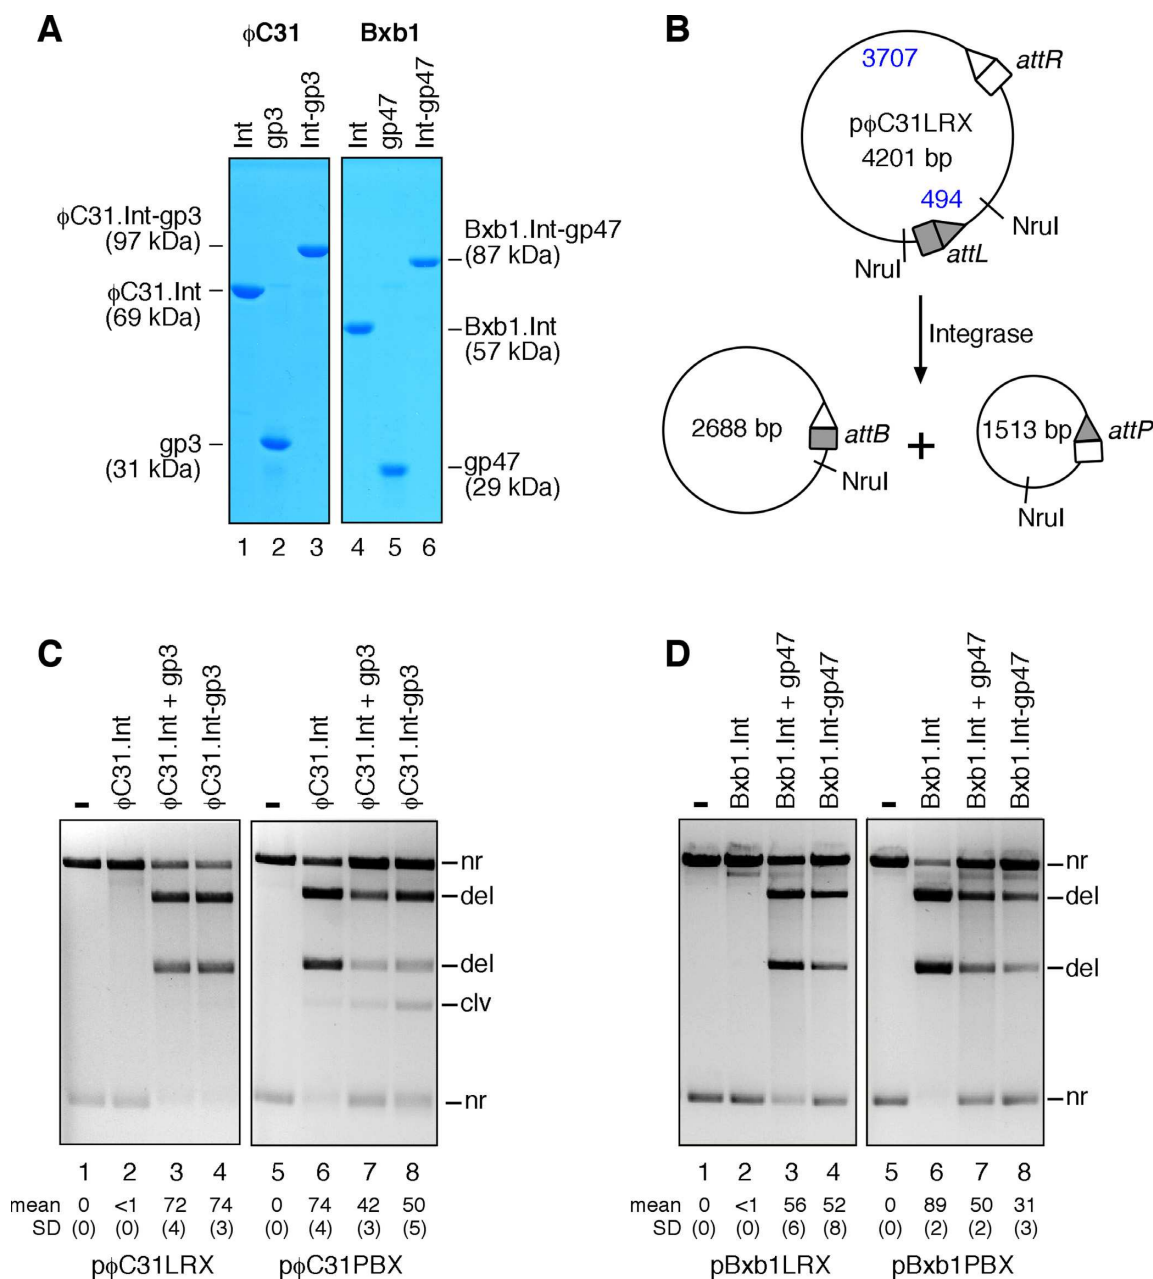 A
ϕC31
Bxb1
Int
gp3
Int-gp3
Int
gp47
Int-gp47
ϕC31.Int-gp3
(97 kDa)
ϕC31.Int
(69 kDa)
gp3
(31 kDa)
Bxb1.Int-gp47
(87 kDa)
Bxb1.Int
(57 kDa)
gp47
(29 kDa)
1 2 3 4 5 6
B
3707
attR
pϕC31LRX
4201 bp
494
NruI
attL
NruI
Integrase
2688 bp
attB
NruI
+
1513 bp
attP
NruI
C
-
ϕC31.Int
ϕC31.Int + gp3
ϕC31.Int-gp3
-
ϕC31.Int
ϕC31.Int + gp3
ϕC31.Int-gp3
nr
del
del
clv
nr
1 2 3 4 5 6 7 8
mean 0 <1 72 74 0 74 42 50
SD (0) (0) (4) (3) (0) (4) (3) (5)
pϕC31LRX pϕC31PBX
D
-
Bxb1.Int
Bxb1.Int + gp47
Bxb1.Int-gp47
-
Bxb1.Int
Bxb1.Int + gp47
Bxb1.Int-gp47
nr
del
del
nr
1 2 3 4 5 6 7 8
mean 0 <1 56 52 0 89 50 31
SD (0) (0) (6) (8) (0) (2) (2) (3)
pBxb1LRX pBxb1PBX